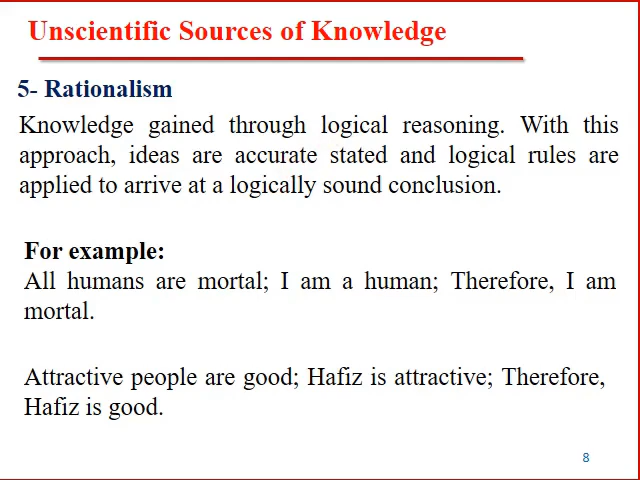 Unscientific Sources of Knowledge
5- Rationalism
Knowledge gained through logical reasoning. With this
approach, ideas are accurate stated and logical rules are
applied to arrive at a logically sound conclusion.
For example:
All humans are mortal; I am a human; Therefore, I am
mortal.
Attractive people are good; Hafiz is attractive; Therefore,
Hafiz is good.
8